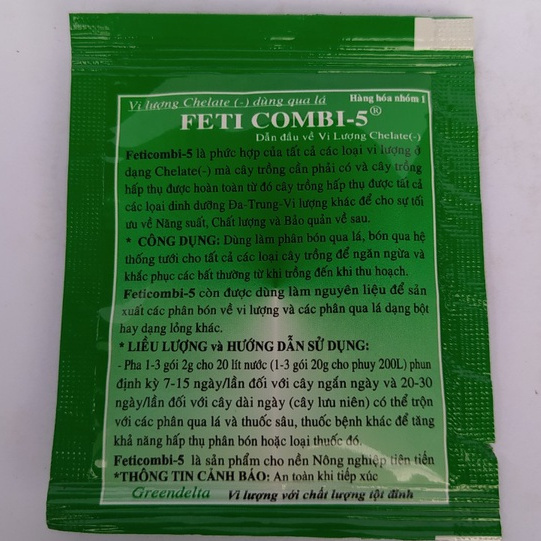 Vi lượng Chelate (-) dùng qua lá Hàng hóa nhóm 1
FETI COMBI-5®
Dẫn đầu về Vi Lượng Chelate(-)
Feticombi-5 là phức hợp của tất cả các loại vi lượng ở
dạng Chelate(-) mà cây trồng cần phải có và cây trồng
hấp thụ được hoàn toàn từ đó cây trồng hấp thụ được tất cả
các loại dinh dưỡng Đa-Trung-Vi lượng khác để cho sự tối
ưu về Năng suất, Chất lượng và Bảo quản về sau.
* CÔNG DỤNG: Dùng làm phân bón qua lá, bón qua hệ
thống tưới cho tất cả các loại cây trồng để ngăn ngừa và
khắc phục các bất thường từ khi trồng đến khi thu hoạch.
Feticombi-5 còn được dùng làm nguyên liệu để sản
xuất các phân bón về vi lượng và các phân qua lá dạng bột
hay dạng lỏng khác.
* LIỀU LƯỢNG và HƯỚNG DẪN SỬ DỤNG:
- Pha 1-3 gói 2g cho 20 lít nước (1-3 gói 20g cho phuy 200L) phun
định kỳ 7-15 ngày/lần đối với cây ngắn ngày và 20-30
ngày/lần đối với cây dài ngày (cây lưu niên) có thể trộn
với các phân qua lá và thuốc sâu, thuốc bệnh khác để tăng
khả năng hấp thụ phân bón hoặc loại thuốc đó.
Feticombi-5 là sản phẩm cho nền Nông nghiệp tiên tiến
*THÔNG TIN CẢNH BÁO: An toàn khi tiếp xúc
Greendelta Vi lượng với chất lượng tột đỉnh